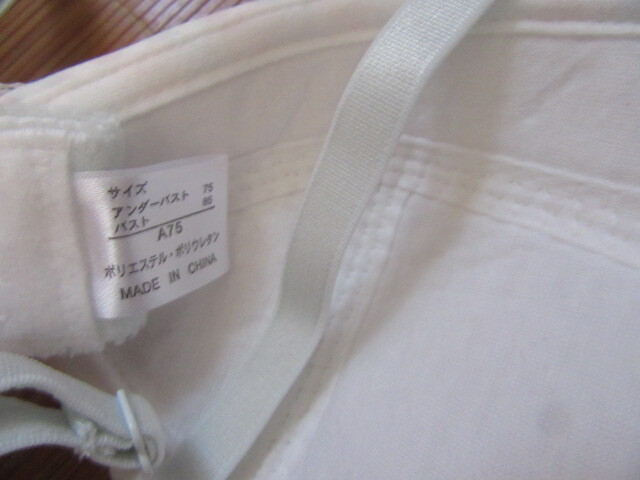 サイズ
アンダーバスト 75
バスト 85
A75
ポリエステル・ポリウレタン
MADE IN CHINA